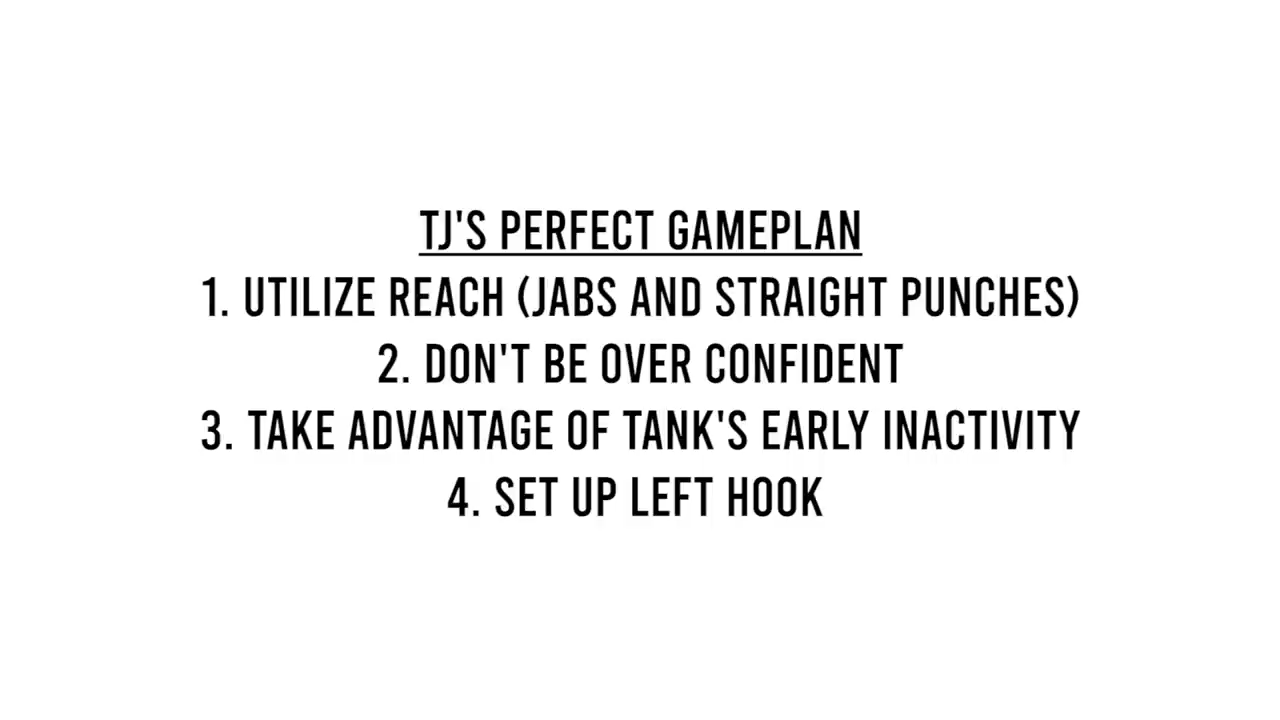 TJ'S PERFECT GAMEPLAN
1. UTILIZE REACH (JABS AND STRAIGHT PUNCHES)
2. DON'T BE OVER CONFIDENT
3. TAKE ADVANTAGE OF TANK'S EARLY INACTIVITY
4. SET UP LEFT HOOK